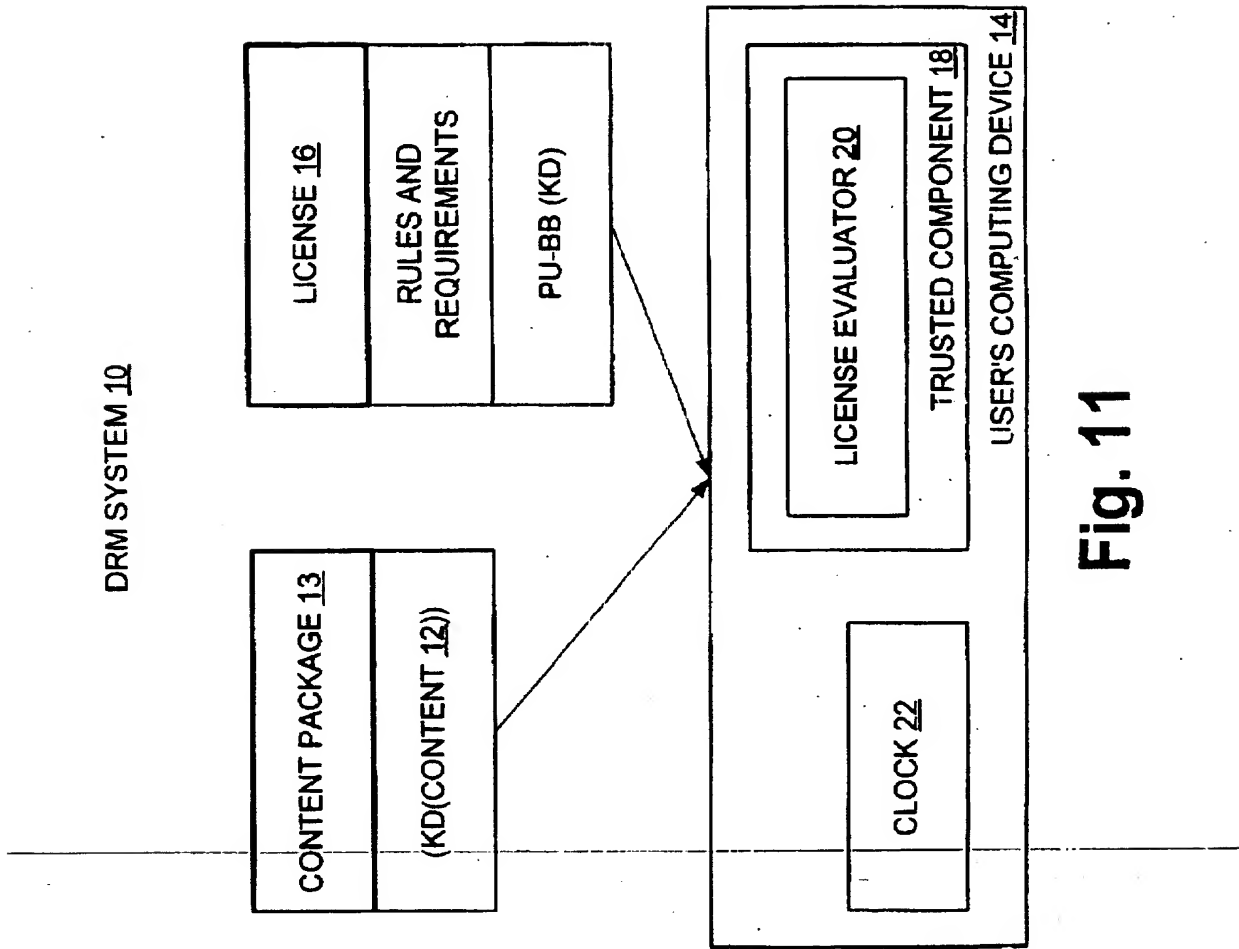 DRM SYSTEM 10
CONTENT PACKAGE 13
(KD(CONTENT 12))
LICENSE 16
RULES AND
REQUIREMENTS
PU-BB (KD)
CLOCK 22
LICENSE EVALUATOR 20
TRUSTED COMPONENT 18
USER'S COMPUTING DEVICE 14
Fig. 11